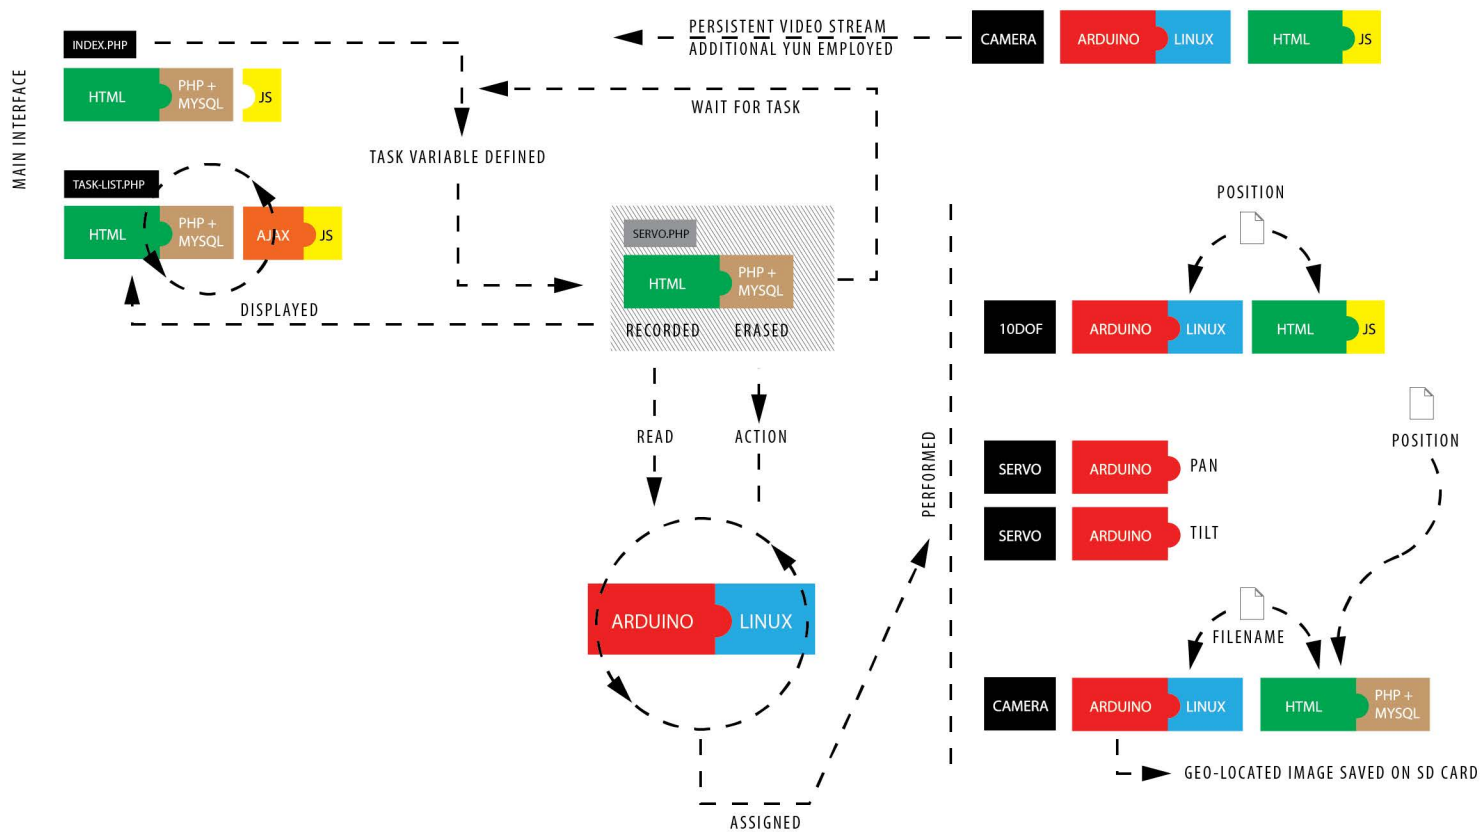 MAIN INTERFACE
INDEX.PHP
HTML
PHP +
MYSQL
JS
TASK-LIST.PHP
HTML
PHP +
MYSQL
AJAX
JS
DISPLAYED
TASK VARIABLE DEFINED
PERSISTENT VIDEO STREAM
ADDITIONAL YUN EMPLOYED
WAIT FOR TASK
SERVO.PHP
HTML
PHP +
MYSQL
RECORDED
ERASED
READ
ACTION
ARDUINO
LINUX
ASSIGNED
PERFORMED
CAMERA
ARDUINO
LINUX
HTML
JS
POSITION
10DOF
ARDUINO
LINUX
HTML
JS
POSITION
SERVO
ARDUINO
PAN
SERVO
ARDUINO
TILT
FILENAME
CAMERA
ARDUINO
LINUX
HTML
PHP +
MYSQL
GEO-LOCATED IMAGE SAVED ON SD CARD